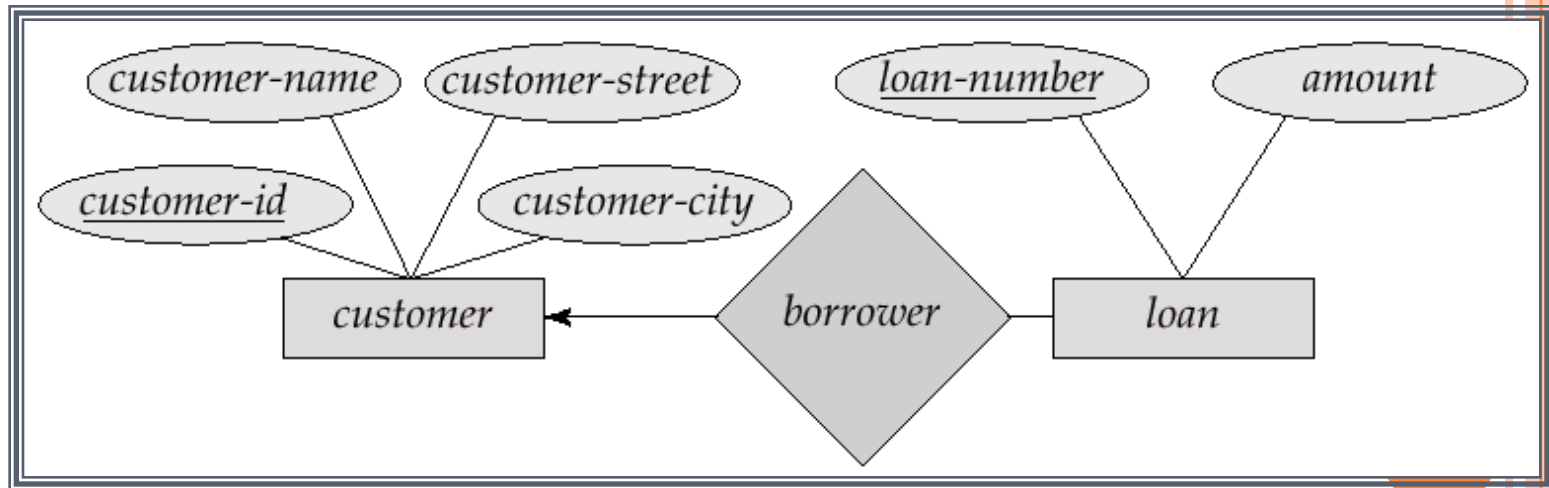 customer-name
customer-street
loan-number
amount
customer-id
customer-city
customer
borrower
loan